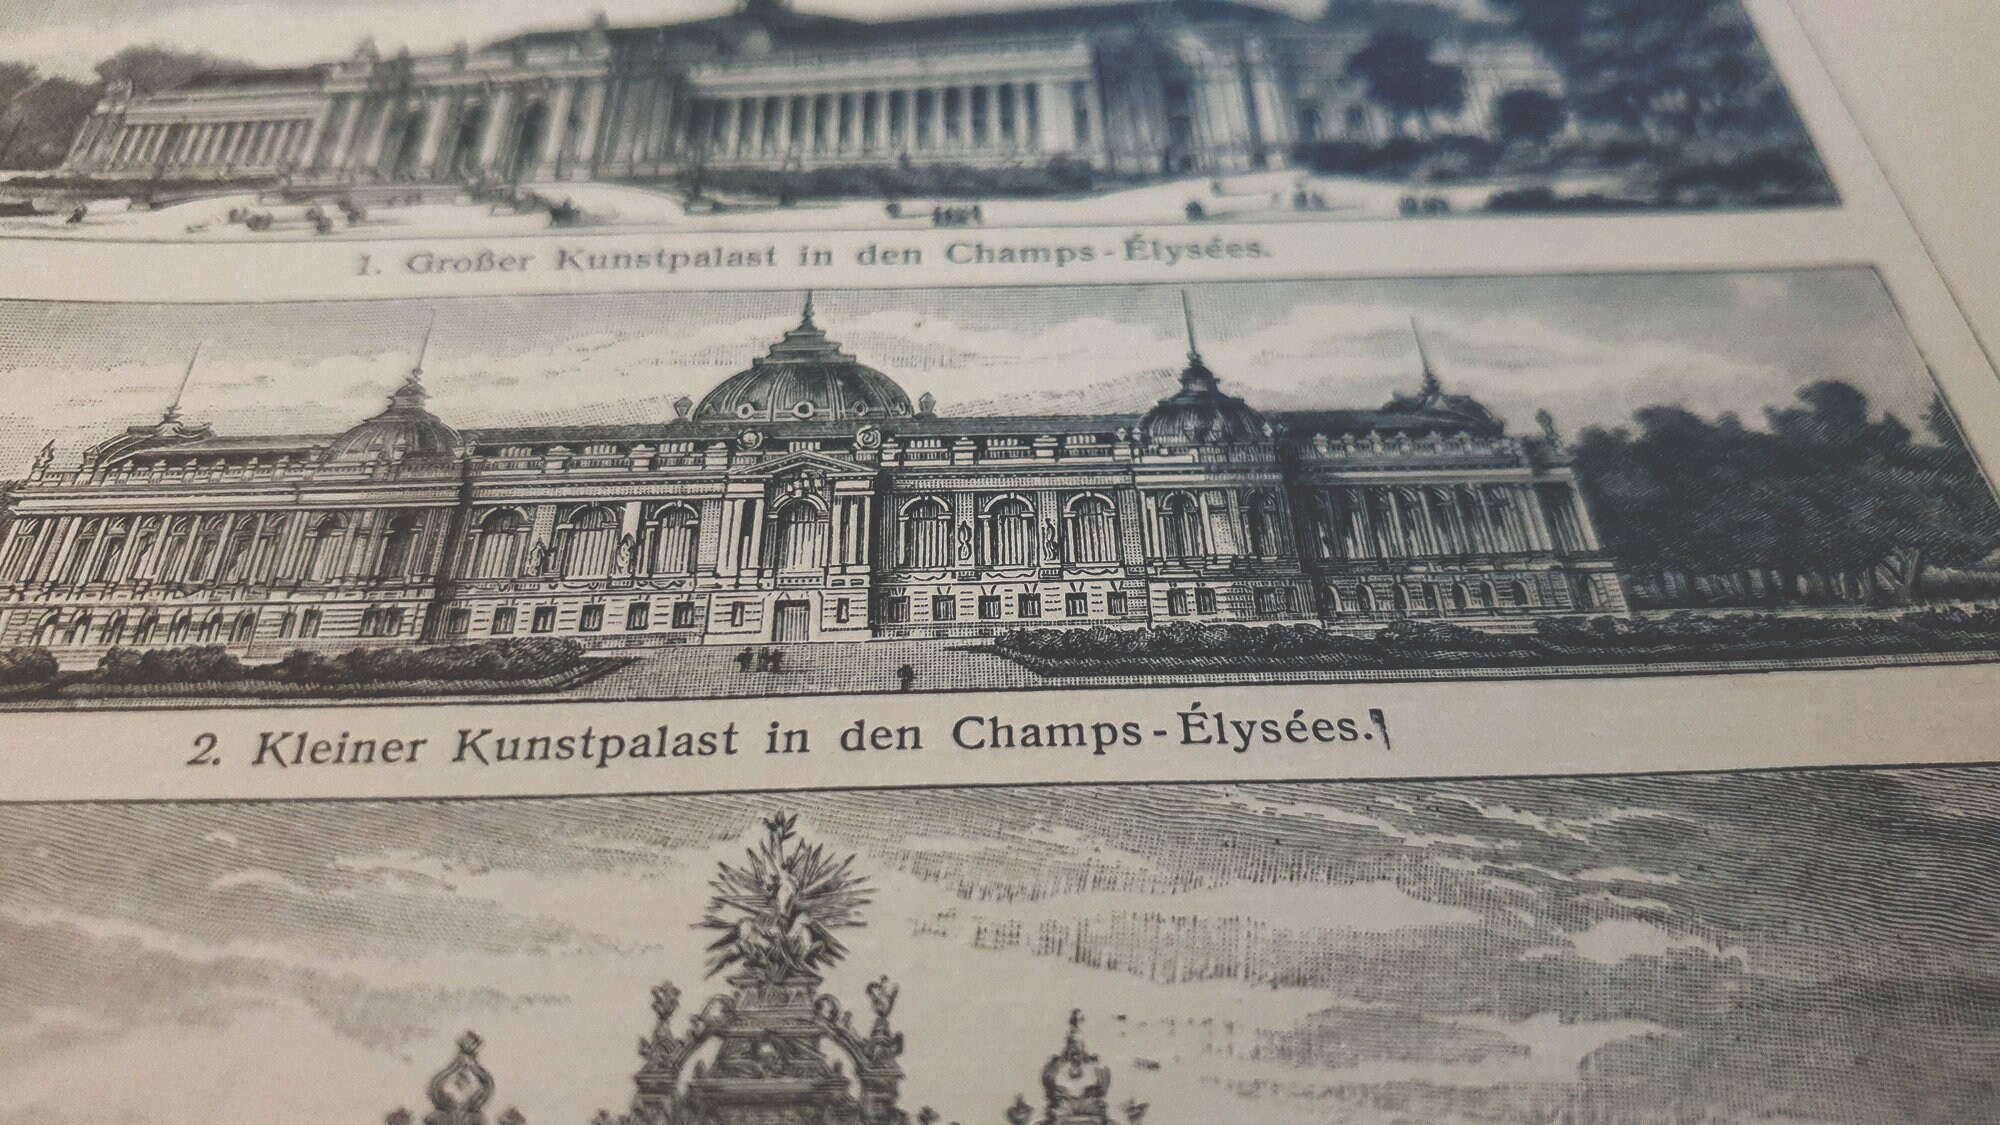 1. Großer Kunstpalast in den Champs-Élysées.
2. Kleiner Kunstpalast in den Champs-Élysées.